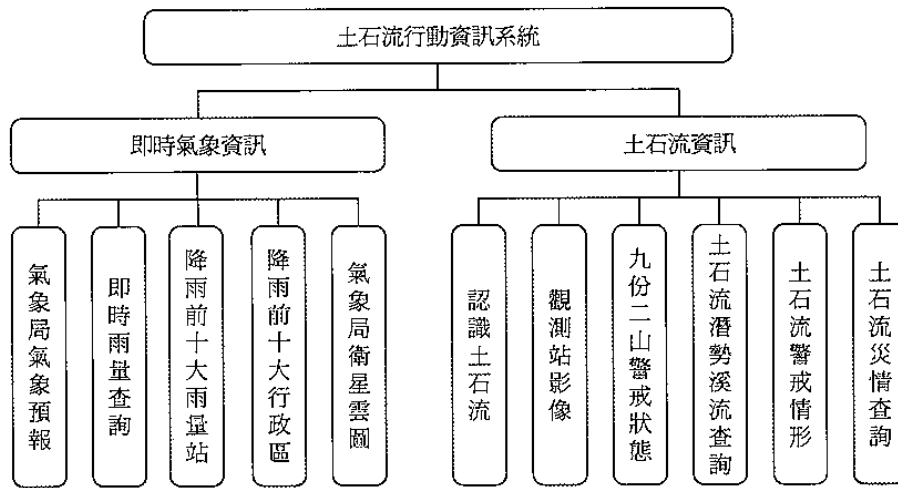 土石流行動資訊系統
即時氣象資訊
土石流資訊
氣象局氣象預報
即時雨量查詢
降雨前十大雨量站
降雨前十大行政區
氣象局衛星雲圖
認識土石流
觀測站影像
九份二山警戒狀態
土石流潛勢溪流查詢
土石流警戒情形
土石流災情查詢